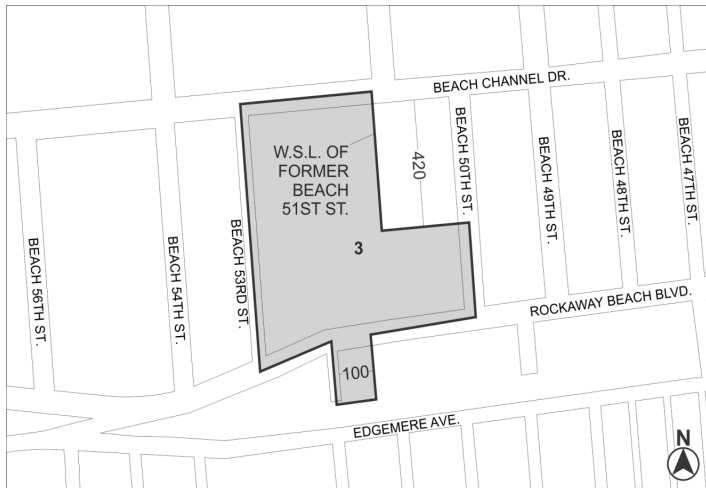 BEACH CHANNEL DR.
W.S.L. OF
FORMER
BEACH
51ST ST.
420
BEACH 50TH ST.
BEACH 49TH ST.
BEACH 48TH ST.
BEACH 47TH ST.
BEACH 56TH ST.
BEACH 54TH ST.
BEACH 53RD ST.
3
ROCKAWAY BEACH BLVD.
100
EDGEMERE AVE.
N